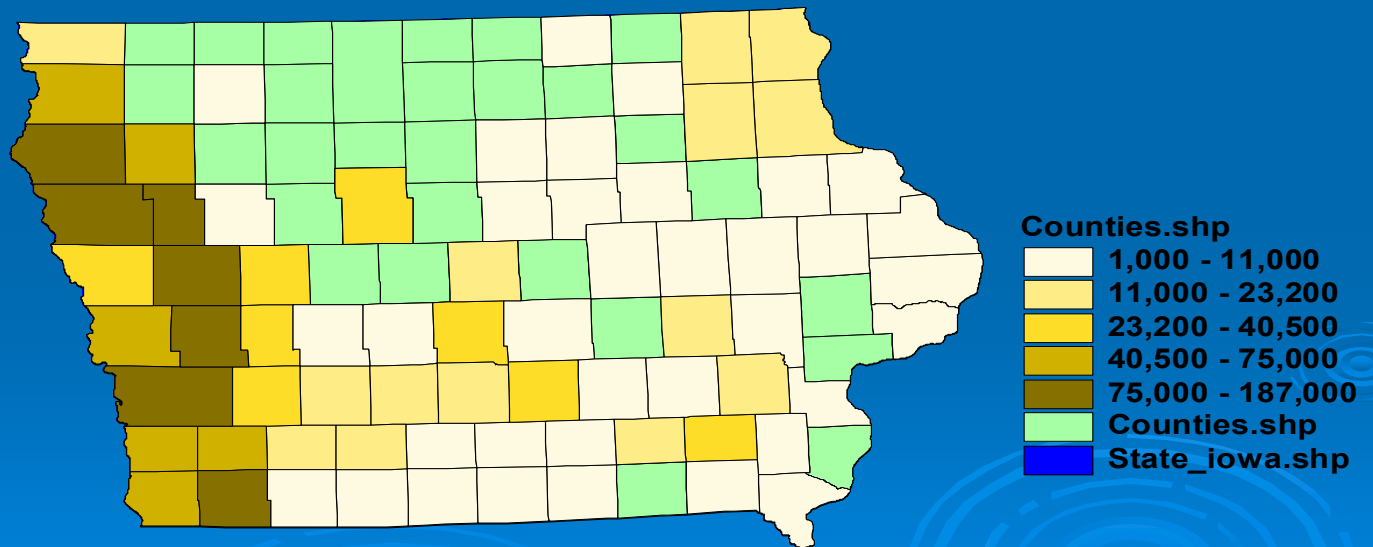 Counties.shp
1,000 - 11,000
11,000 - 23,200
23,200 - 40,500
40,500 - 75,000
75,000 - 187,000
Counties.shp
State_iowa.shp